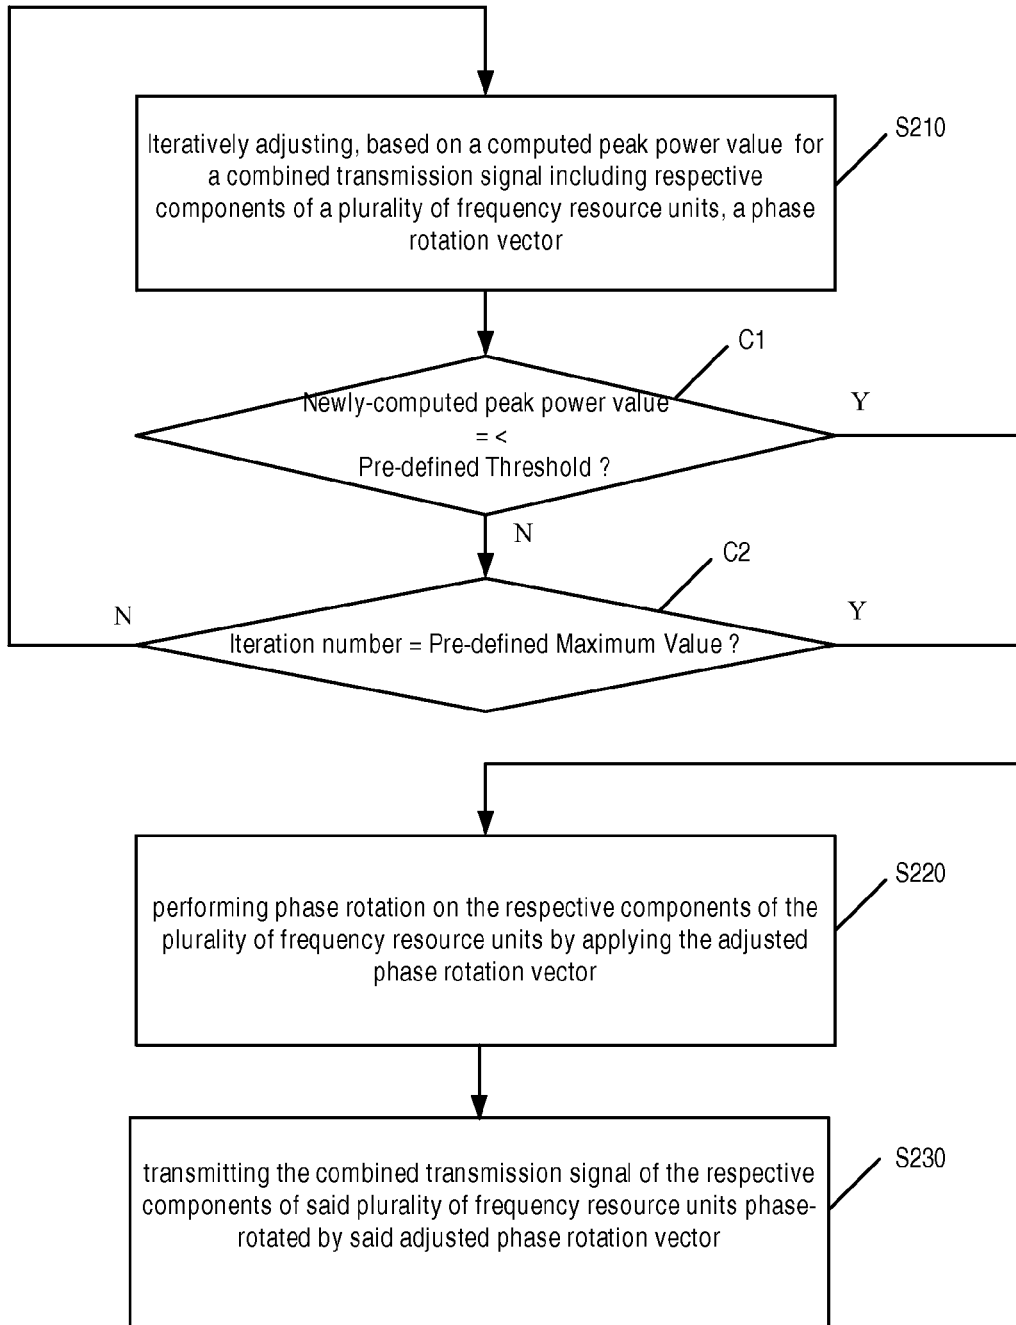 S210
Iteratively adjusting, based on a computed peak power value for
a combined transmission signal including respective
components of a plurality of frequency resource units, a phase
rotation vector
C1
Newly-computed peak power value
= <
Pre-defined Threshold ?
Y
N
C2
N
Iteration number = Pre-defined Maximum Value ?
Y
S220
performing phase rotation on the respective components of the
plurality of frequency resource units by applying the adjusted
phase rotation vector
S230
transmitting the combined transmission signal of the respective
components of said plurality of frequency resource units phase-
rotated by said adjusted phase rotation vector